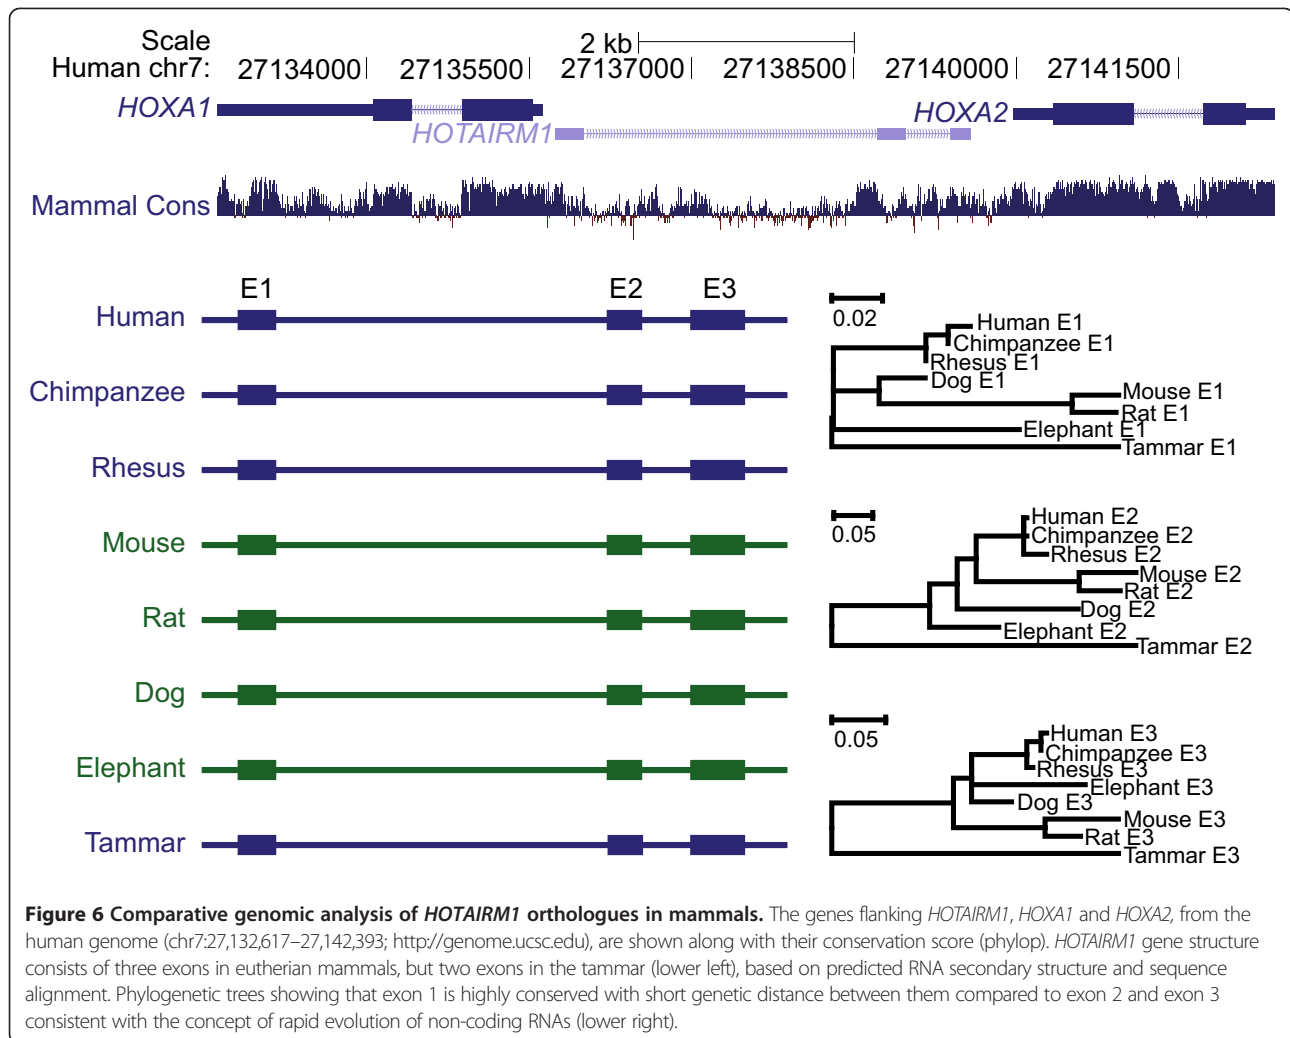 Scale
2 kb
Human chr7:
27134000
27135500
27137000
27138500
27140000
27141500
HOXA1
HOTAIRM1
HOXA2
Mammal Cons
E1
E2
E3
Human
Chimpanzee
Rhesus
Mouse
Rat
Dog
Elephant
Tammar
0.02
Human E1
Chimpanzee E1
Rhesus E1
Dog E1
Mouse E1
Rat E1
Elephant E1
Tammar E1
0.05
Human E2
Chimpanzee E2
Rhesus E2
Mouse E2
Rat E2
Dog E2
Elephant E2
Tammar E2
0.05
Human E3
Chimpanzee E3
Rhesus E3
Elephant E3
Dog E3
Mouse E3
Rat E3
Tammar E3
Figure 6 Comparative genomic analysis of HOTAIRM1 orthologues in mammals. The genes flanking HOTAIRM1, HOXA1 and HOXA2, from the
human genome (chr7:27,132,617–27,142,393; http://genome.ucsc.edu), are shown along with their conservation score (phylop). HOTAIRM1 gene structure
consists of three exons in eutherian mammals, but two exons in the tammar (lower left), based on predicted RNA secondary structure and sequence
alignment. Phylogenetic trees showing that exon 1 is highly conserved with short genetic distance between them compared to exon 2 and exon 3
consistent with the concept of rapid evolution of non-coding RNAs (lower right).